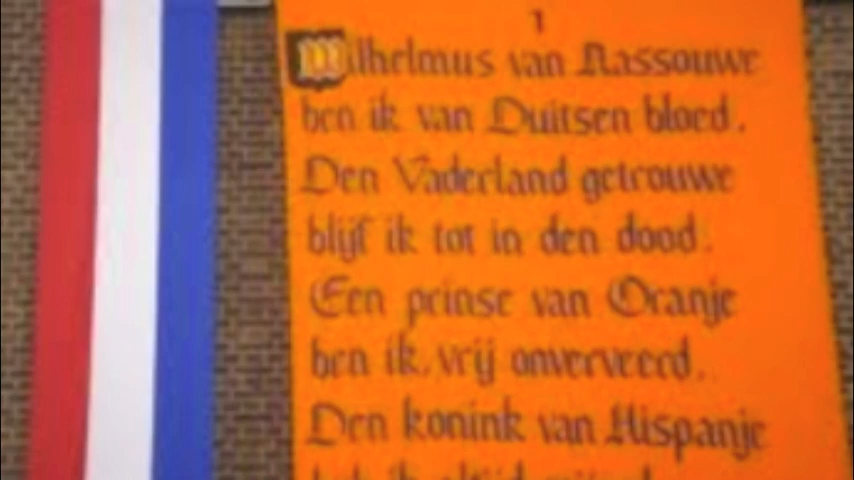 1
Wilhelmus van Nassouwe
ben ik van Duitsen bloed.
Den Vaderland getrouwe
blijf ik tot in den dood.
Een prinse van Oranje
ben ik, vrij onverveerd.
Den konink van Hispanje